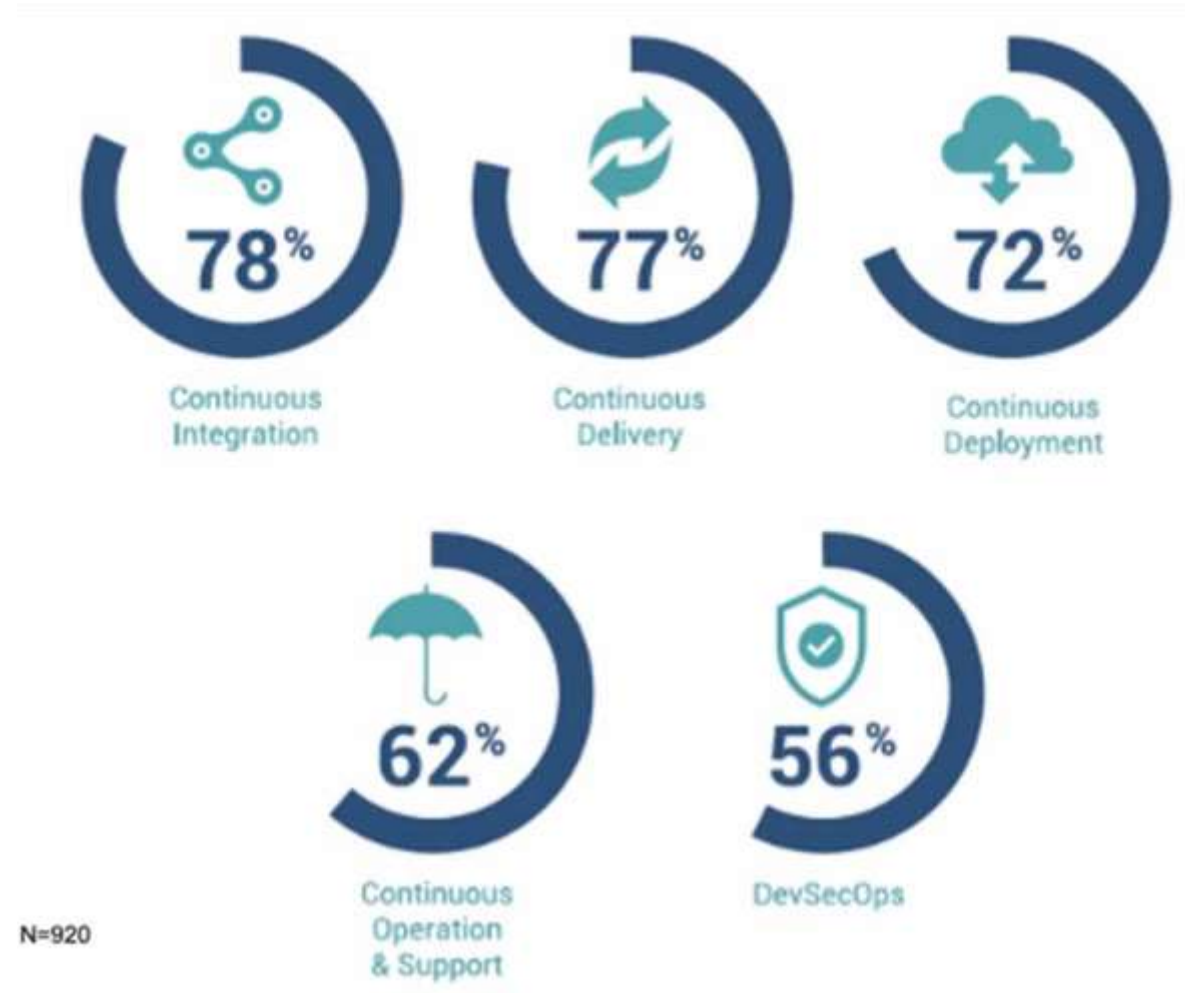 78%
Continuous
Integration
77%
Continuous
Delivery
72%
Continuous
Deployment
62%
Continuous
Operation
& Support
56%
DevSecOps
N=920